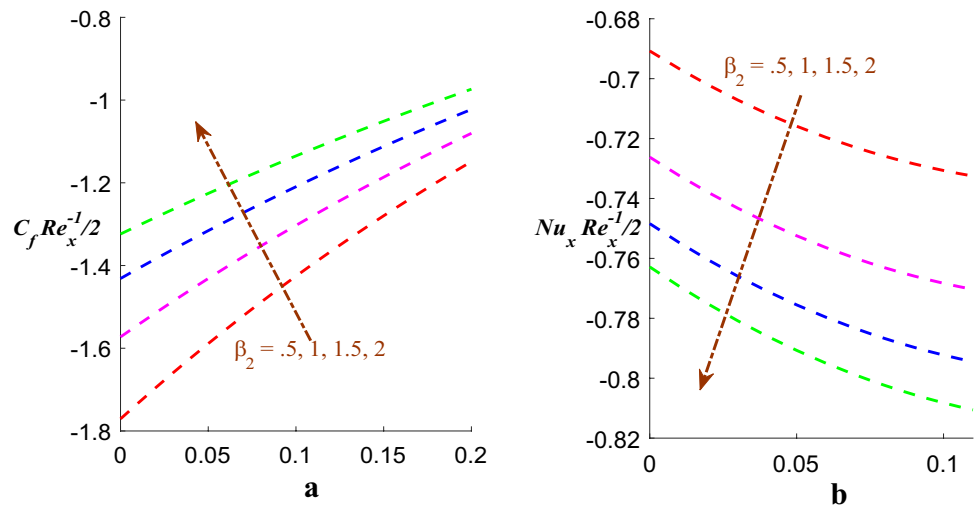 -0.8
-1
-1.2
C_f Re_x^-1/2
-1.4
-1.6
β₂ = .5, 1, 1.5, 2
-1.8
0 0.05 0.1 0.15 0.2
a
-0.68
β₂ = .5, 1, 1.5, 2
-0.7
-0.72
-0.74
Nu_x Re_x^-1/2
-0.76
-0.78
-0.8
-0.82
0 0.05 0.1
b